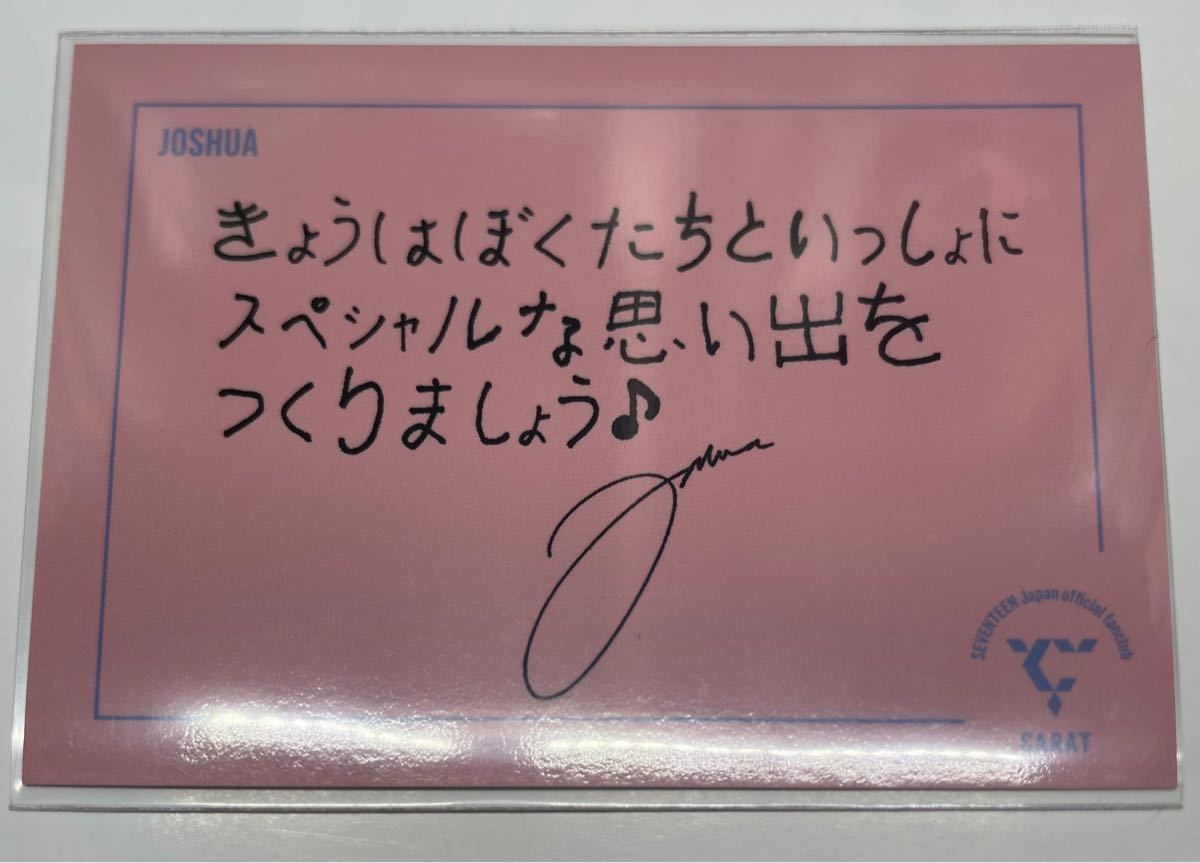 JOSHUA
きょうはぼくたちといっしょに
スペシャルな思い出を
つくりましょう♪
Joshua
SEVENTEEN Japan official fanclub
CARAT